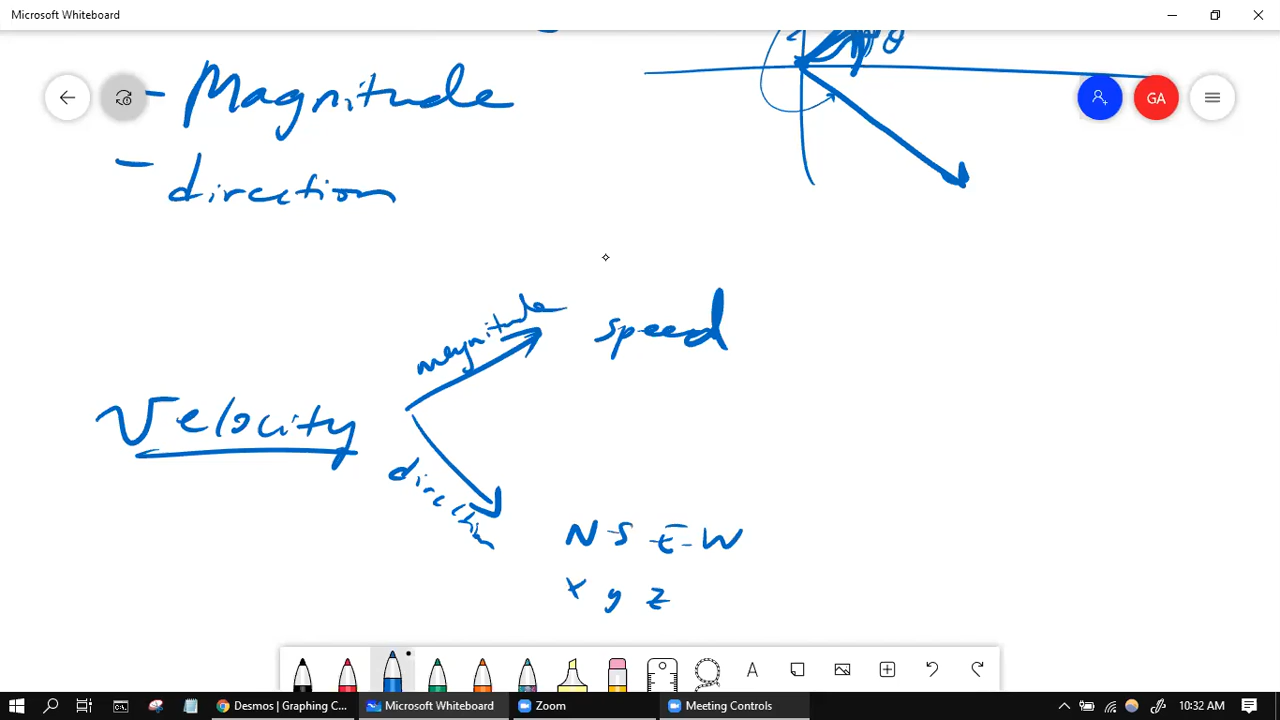 Microsoft Whiteboard
θ
- Magnitude
GA
- direction
magnitude
speed
Velocity
direction
N S E W
x y z
A
Desmos | Graphing C...
Microsoft Whiteboard
Zoom
Meeting Controls
10:32 AM